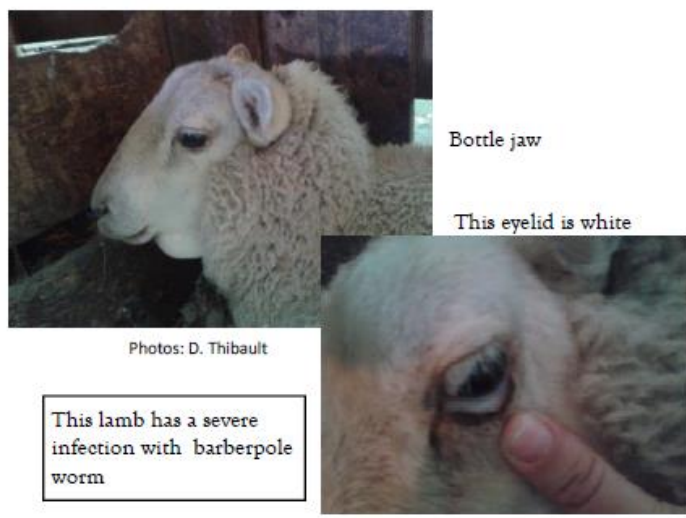 Bottle jaw
This eyelid is white
Photos: D. Thibault
This lamb has a severe
infection with barberpole
worm